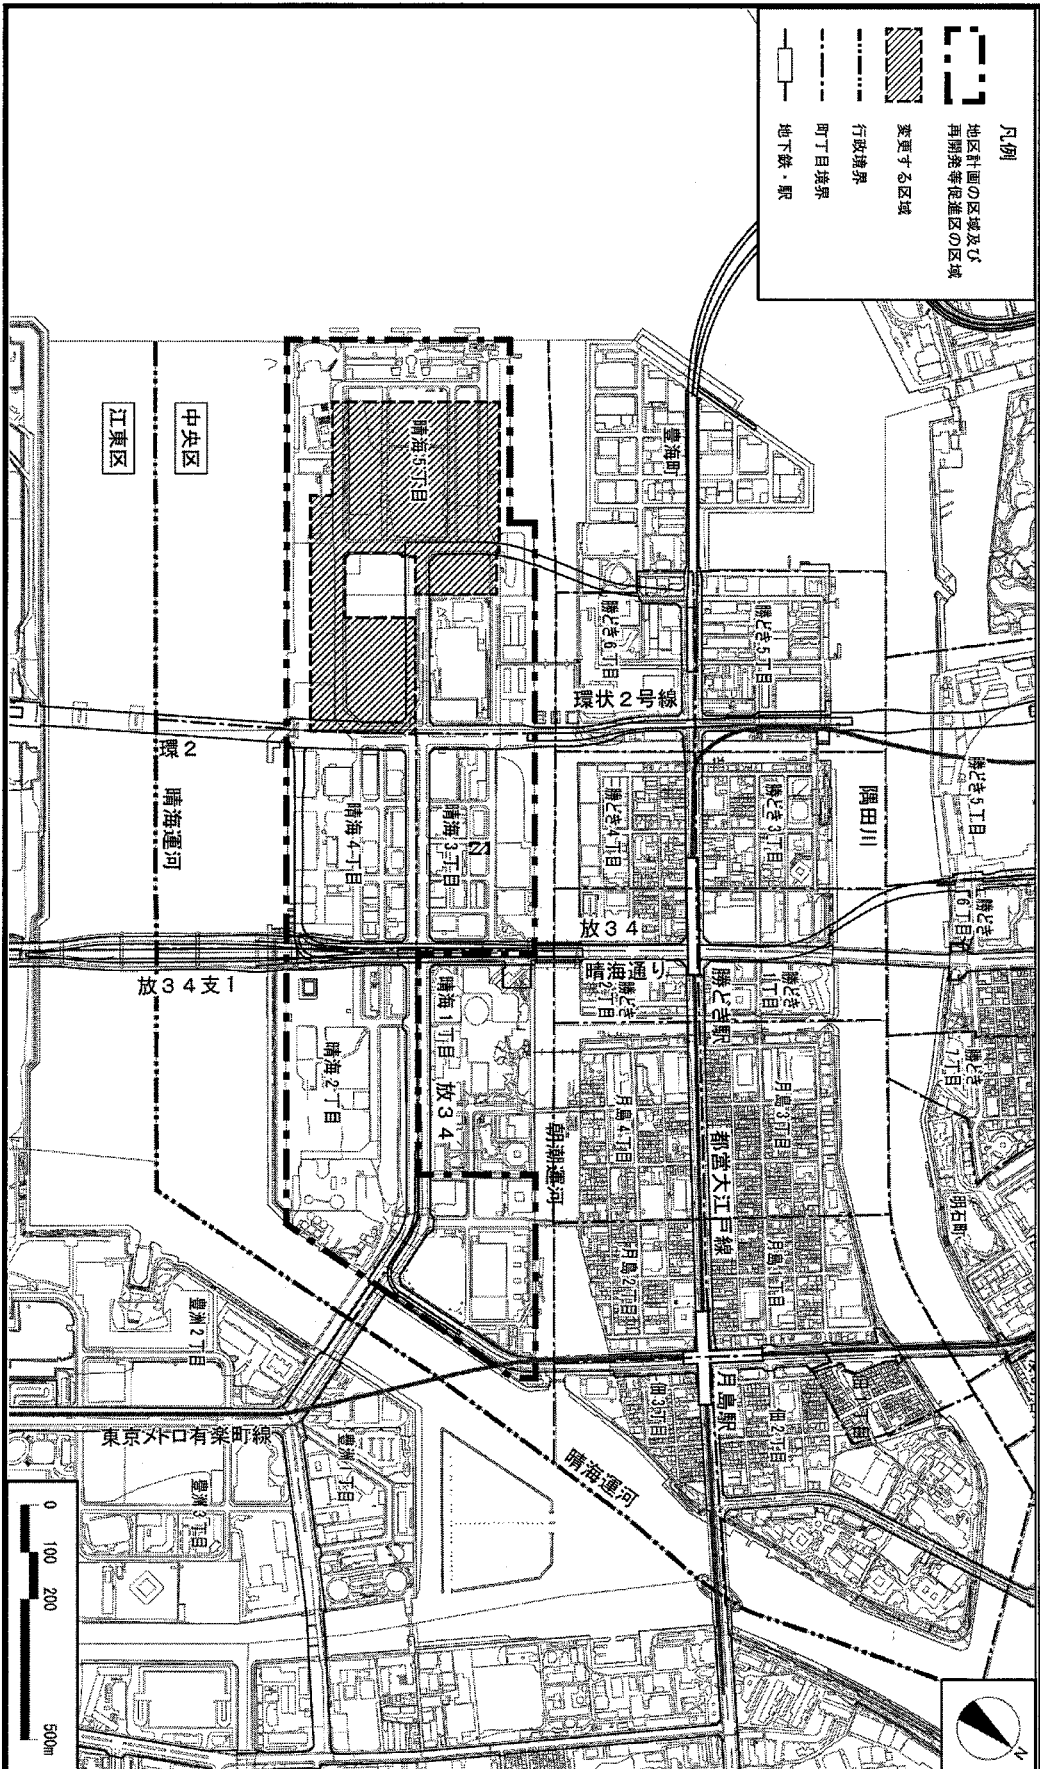 凡例
地区計画の区域及び
再開発等促進区の区域
変更する区域
行政境界
町丁目境界
地下鉄・駅
中央区
江東区
晴海5丁目
豊海町
勝どき6丁目
勝どき5丁目
環状2号線
環2
晴海運河
晴海4丁目
晴海3丁目
勝どき4丁目
勝どき3丁目
隅田川
放34
放34支1
晴海通り
勝どき
2丁目
勝どき
1丁目
勝どき駅
晴海1丁目
放34
晴海2丁目
朝潮運河
月島4丁目
月島3丁目
都営大江戸線
月島2丁目
月島1丁目
明石町
豊洲2丁目
東京メトロ有楽町線
豊洲3丁目
月島駅
佃3丁目
佃2丁目
晴海運河
勝どき5丁目
勝どき
6丁目
勝どき
7丁目
N
0 100 200 500m